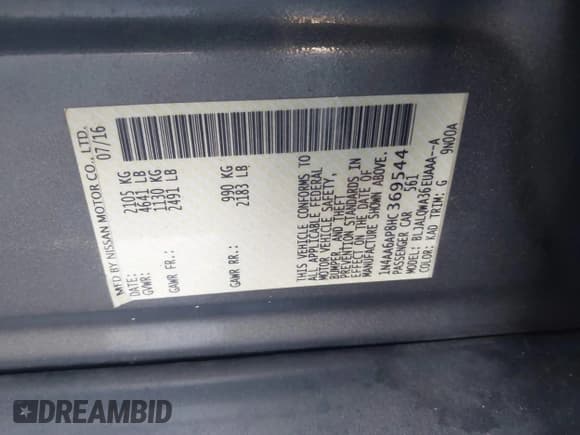 MFD BY NISSAN MOTOR CO., LTD.
DATE: 07/16
GVWR: 2105 KG
4641 LB
GAWR FR.: 1130 KG
2491 LB
GAWR RR.: 990 KG
2183 LB
THIS VEHICLE CONFORMS TO
ALL APPLICABLE FEDERAL
MOTOR VEHICLE SAFETY,
BUMPER AND THEFT
PREVENTION STANDARDS IN
EFFECT ON THE DATE OF
MANUFACTURE SHOWN ABOVE.
1N4AA6AP8HC369544
PASSENGER CAR 561
MODEL: BLJALVWA36EUAAA--A
COLOR: KAD TRIM: G 9N00A
DREAMBID